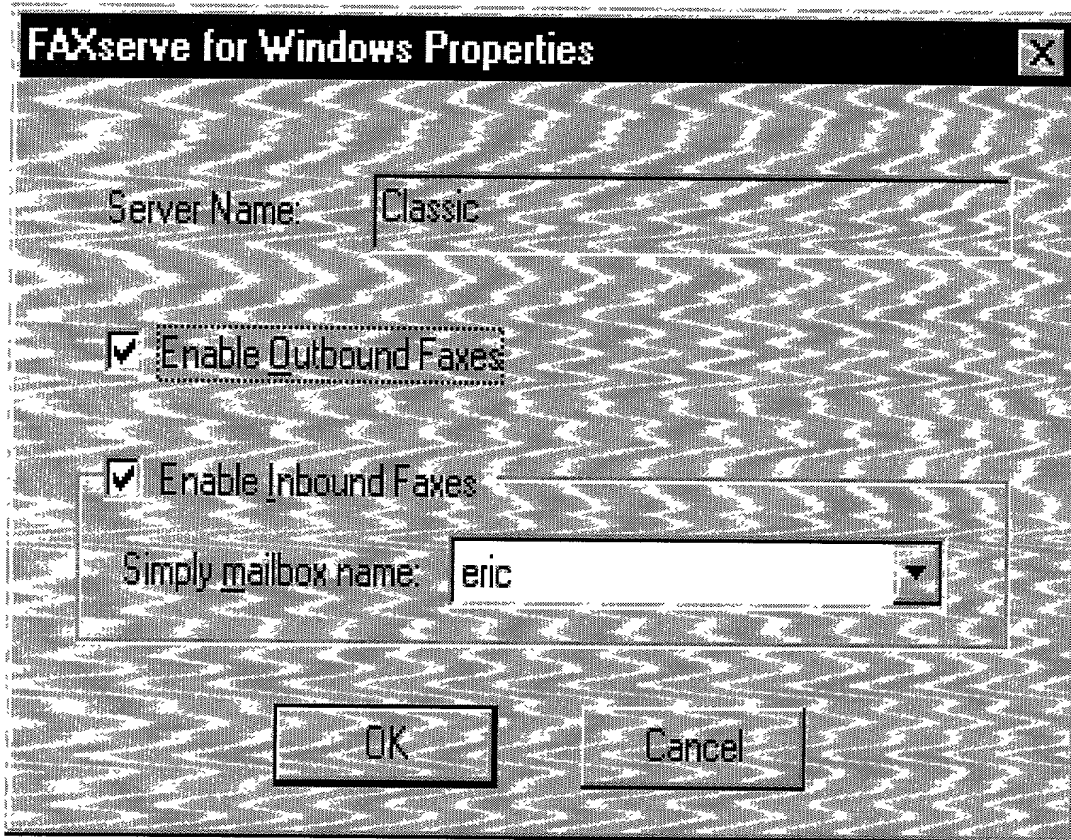 FAXserve for Windows Properties
Server Name: Classic
Enable Outbound Faxes
Enable Inbound Faxes
Simply mailbox name: eric
OK Cancel